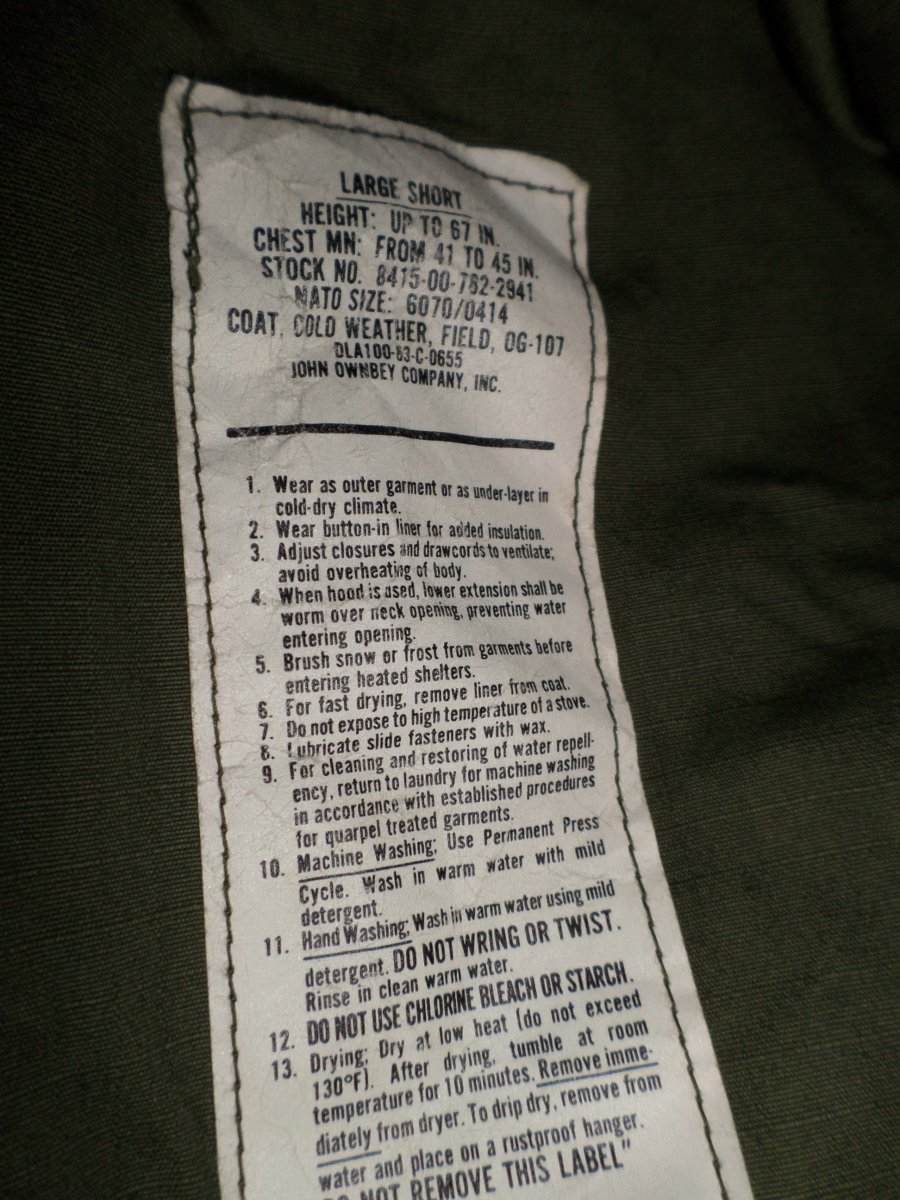 LARGE SHORT
HEIGHT: UP TO 67 IN.
CHEST MN: FROM 41 TO 45 IN.
STOCK NO. 8415-00-782-2941
NATO SIZE: 6070/0414
COAT, COLD WEATHER, FIELD, OG-107
DLA100-83-C-0655
JOHN OWNBEY COMPANY, INC.
1. Wear as outer garment or as under-layer in
cold-dry climate.
2. Wear button-in liner for added insulation.
3. Adjust closures and drawcords to ventilate;
avoid overheating of body.
4. When hood is used, lower extension shall be
worm over neck opening, preventing water
entering opening.
5. Brush snow or frost from garments before
entering heated shelters.
6. For fast drying, remove liner from coat.
7. Do not expose to high temperature of a stove.
8. Lubricate slide fasteners with wax.
9. For cleaning and restoring of water repell-
ency, return to laundry for machine washing
in accordance with established procedures
for quarpel treated garments.
10. Machine Washing: Use Permanent Press
Cycle. Wash in warm water with mild
detergent.
11. Hand Washing: Wash in warm water using mild
detergent. DO NOT WRING OR TWIST.
Rinse in clean warm water.
12. DO NOT USE CHLORINE BLEACH OR STARCH.
13. Drying: Dry at low heat (do not exceed
130°F). After drying, tumble at room
temperature for 10 minutes. Remove imme-
diately from dryer. To drip dry, remove from
water and place on a rustproof hanger.
DO NOT REMOVE THIS LABEL"